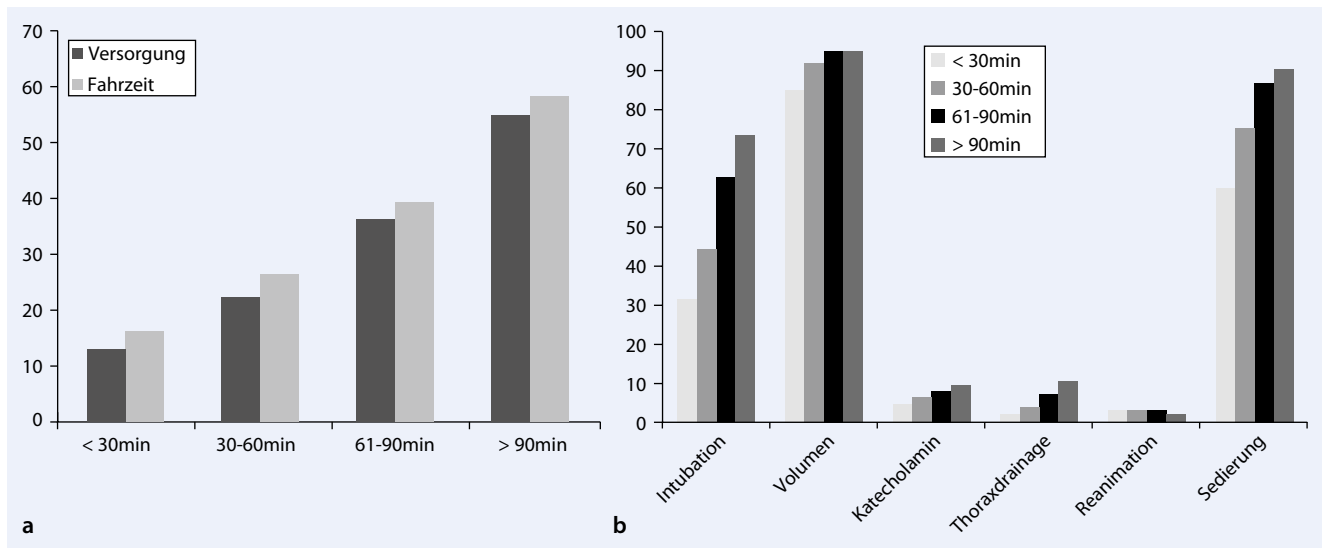 70
60
50
40
30
20
10
0
Versorgung
Fahrzeit
< 30min
30-60min
61-90min
> 90min
a
100
90
80
70
60
50
40
30
20
10
0
< 30min
30-60min
61-90min
> 90min
Intubation
Volumen
Katecholamin
Thoraxdrainage
Reanimation
Sedierung
b